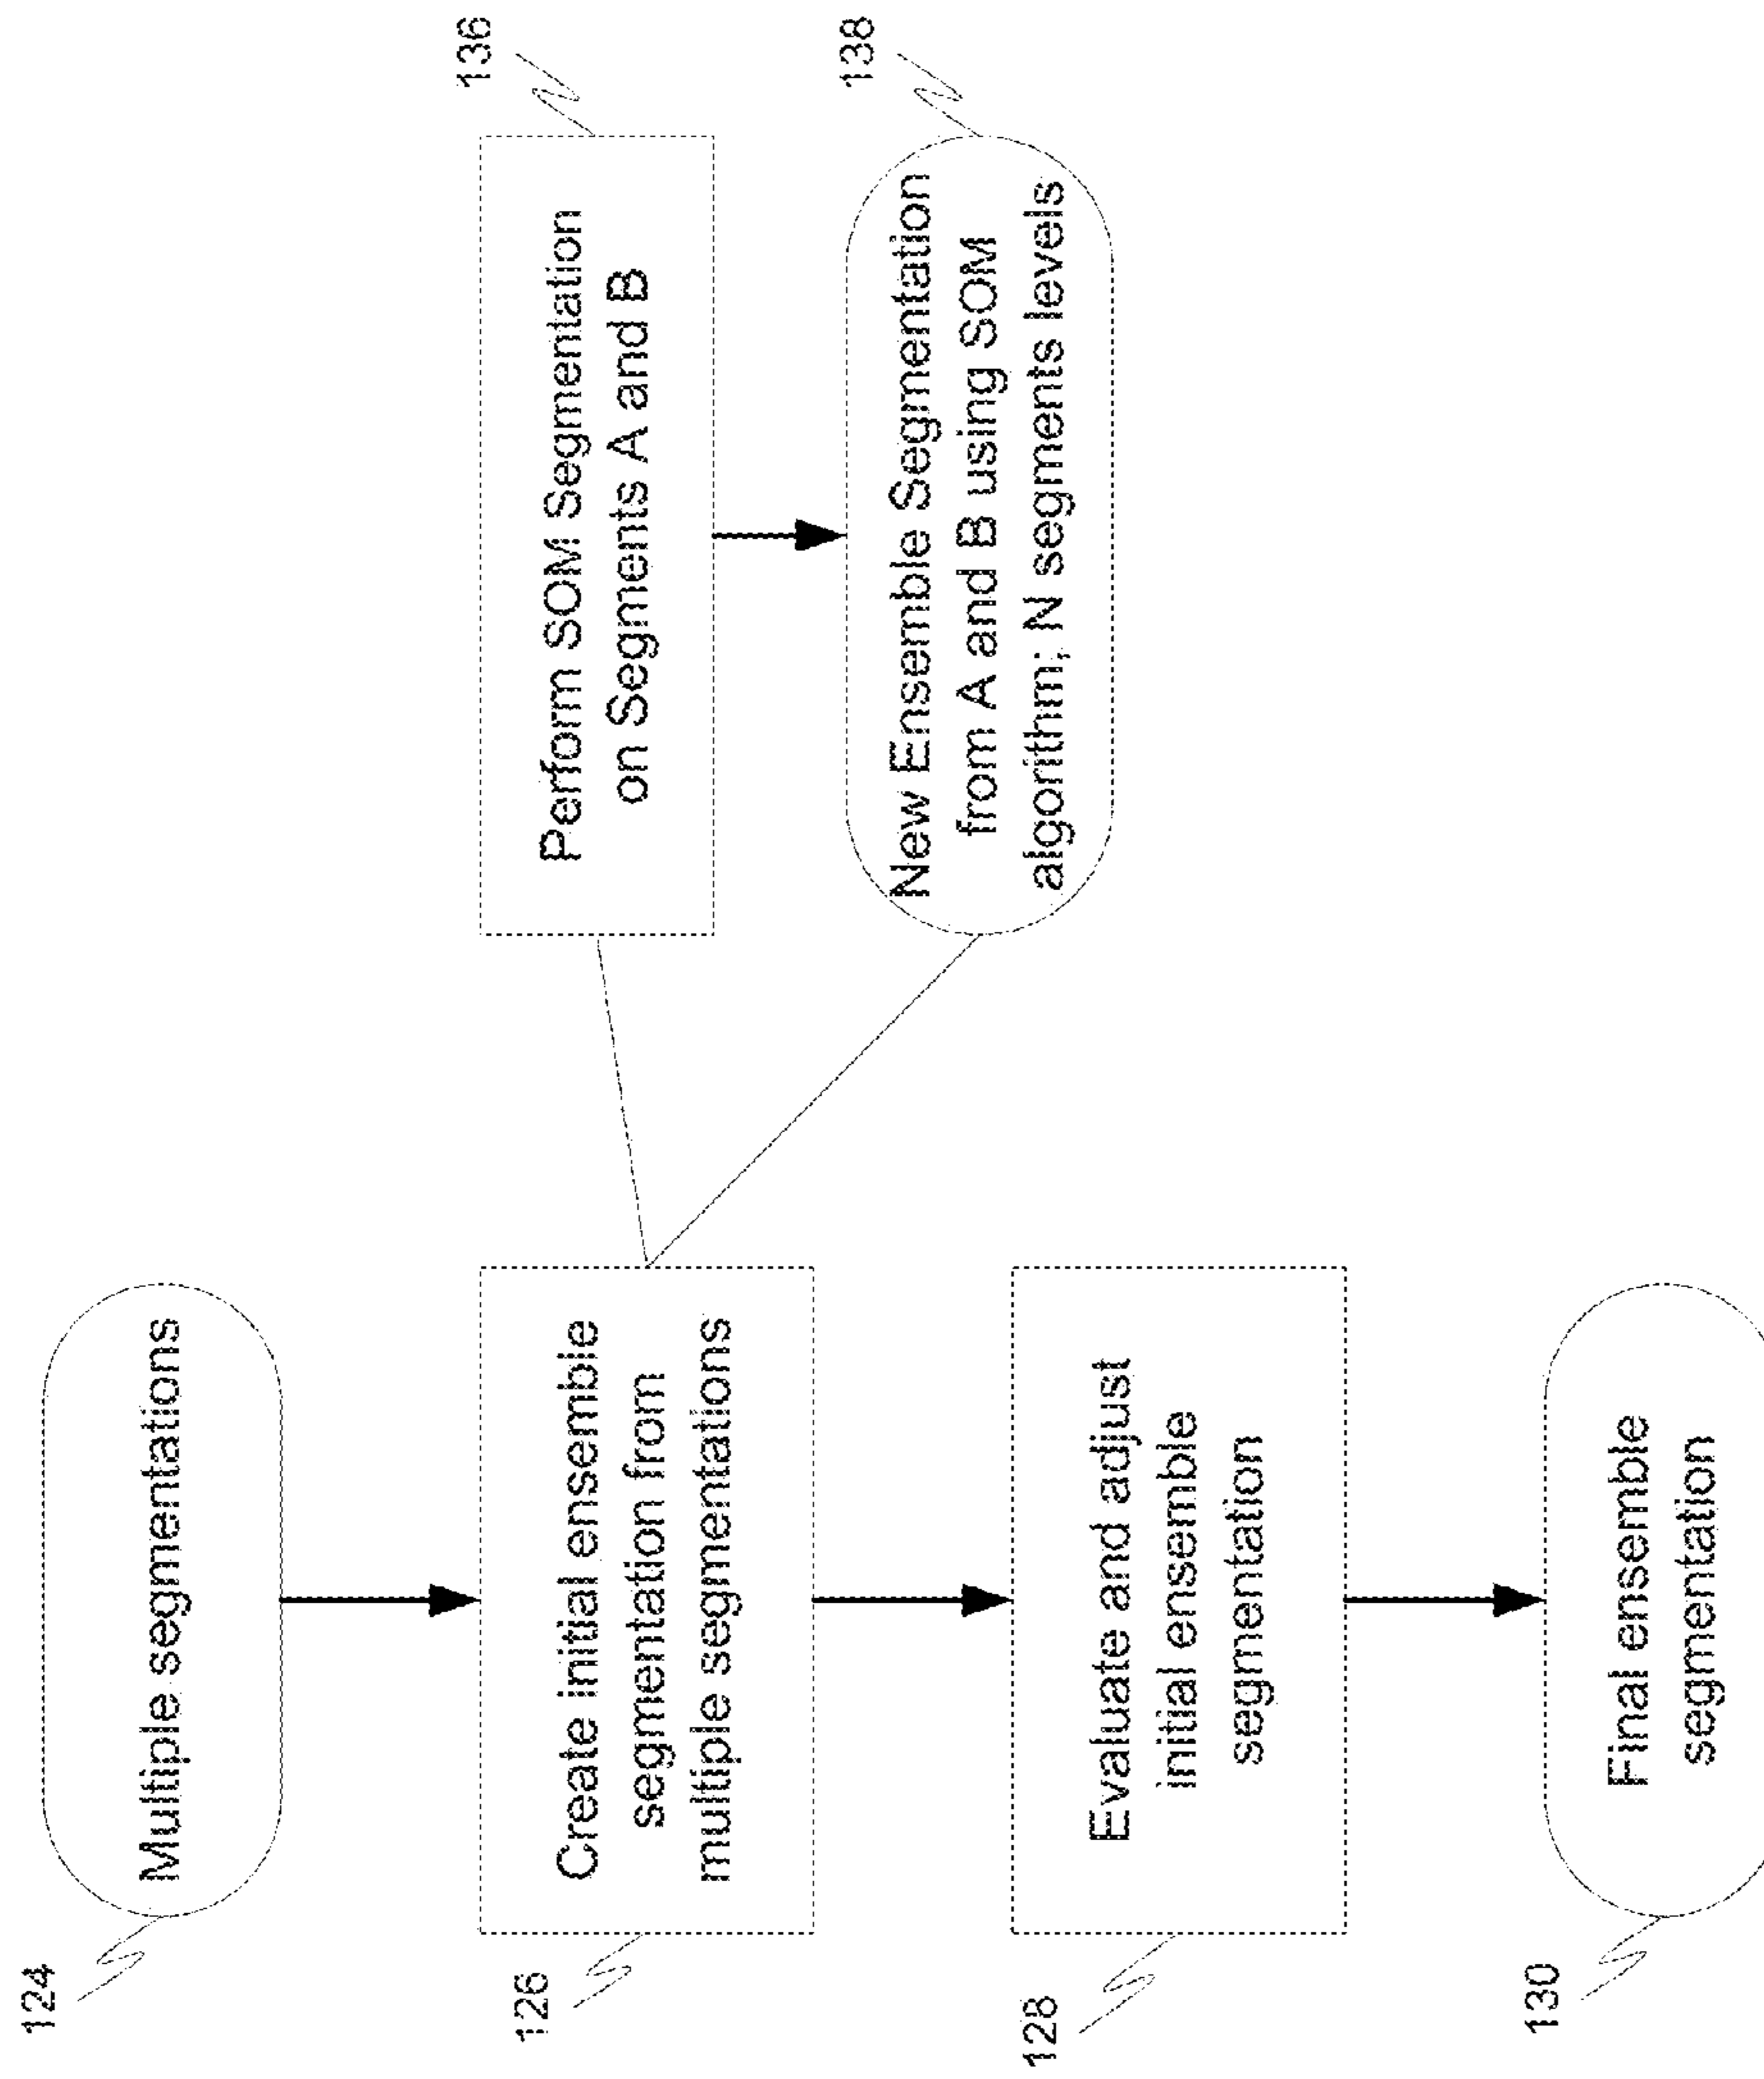 124
Multiple segmentations
126
Create initial ensemble
segmentation from
multiple segmentations
128
Evaluate and adjust
initial ensemble
segmentation
130
Final ensemble
segmentation
136
Perform SOM Segmentation
on Segments A and B
138
New Ensemble Segmentation
from A and B using SOM
algorithm; N segments levels